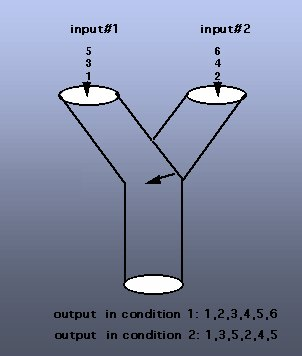 input#1 input#2
5 6
3 4
1 2
output in condition 1: 1,2,3,4,5,6
output in condition 2: 1,3,5,2,4,5